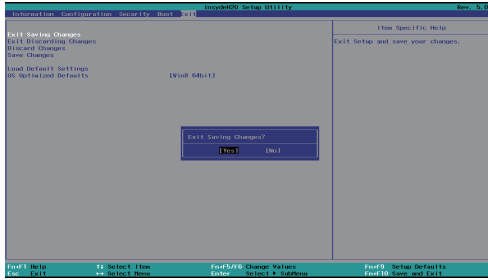 InsydeH20 Setup Utility Rev. 5.0
Information Configuration Security Boot Exit
Item Specific Help
Exit Saving Changes
Exit Discarding Changes
Discard Changes
Save Changes
Load Default Settings
OS Optimized Defaults [Win8 64bit]
Exit Setup and save your changes.
Exit Saving Changes?
[Yes] [No]
Fn+F1 Help ↑↓ Select Item Fn+F5/F6 Change Values Fn+F9 Setup Defaults
Esc Exit ↔ Select Menu Enter Select ▶ SubMenu Fn+F10 Save and Exit